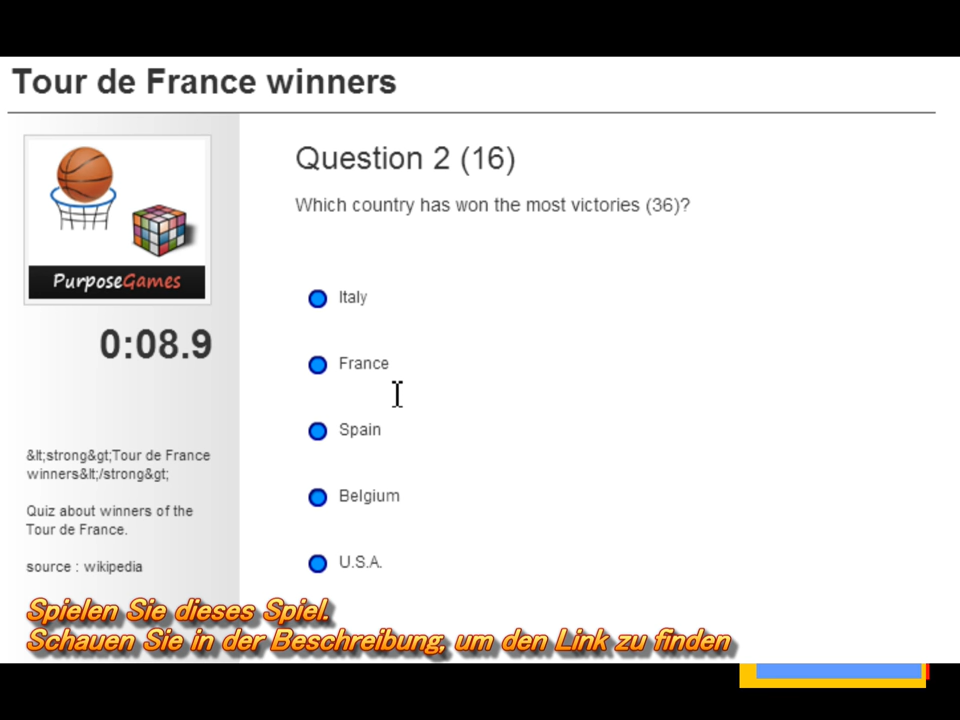 Tour de France winners
PurposeGames
0:08.9
&lt;strong&gt;Tour de France
winners&lt;/strong&gt;
Quiz about winners of the
Tour de France.
source : wikipedia
Question 2 (16)
Which country has won the most victories (36)?
Italy
France
Spain
Belgium
U.S.A.
Spielen Sie dieses Spiel.
Schauen Sie in der Beschreibung, um den Link zu finden